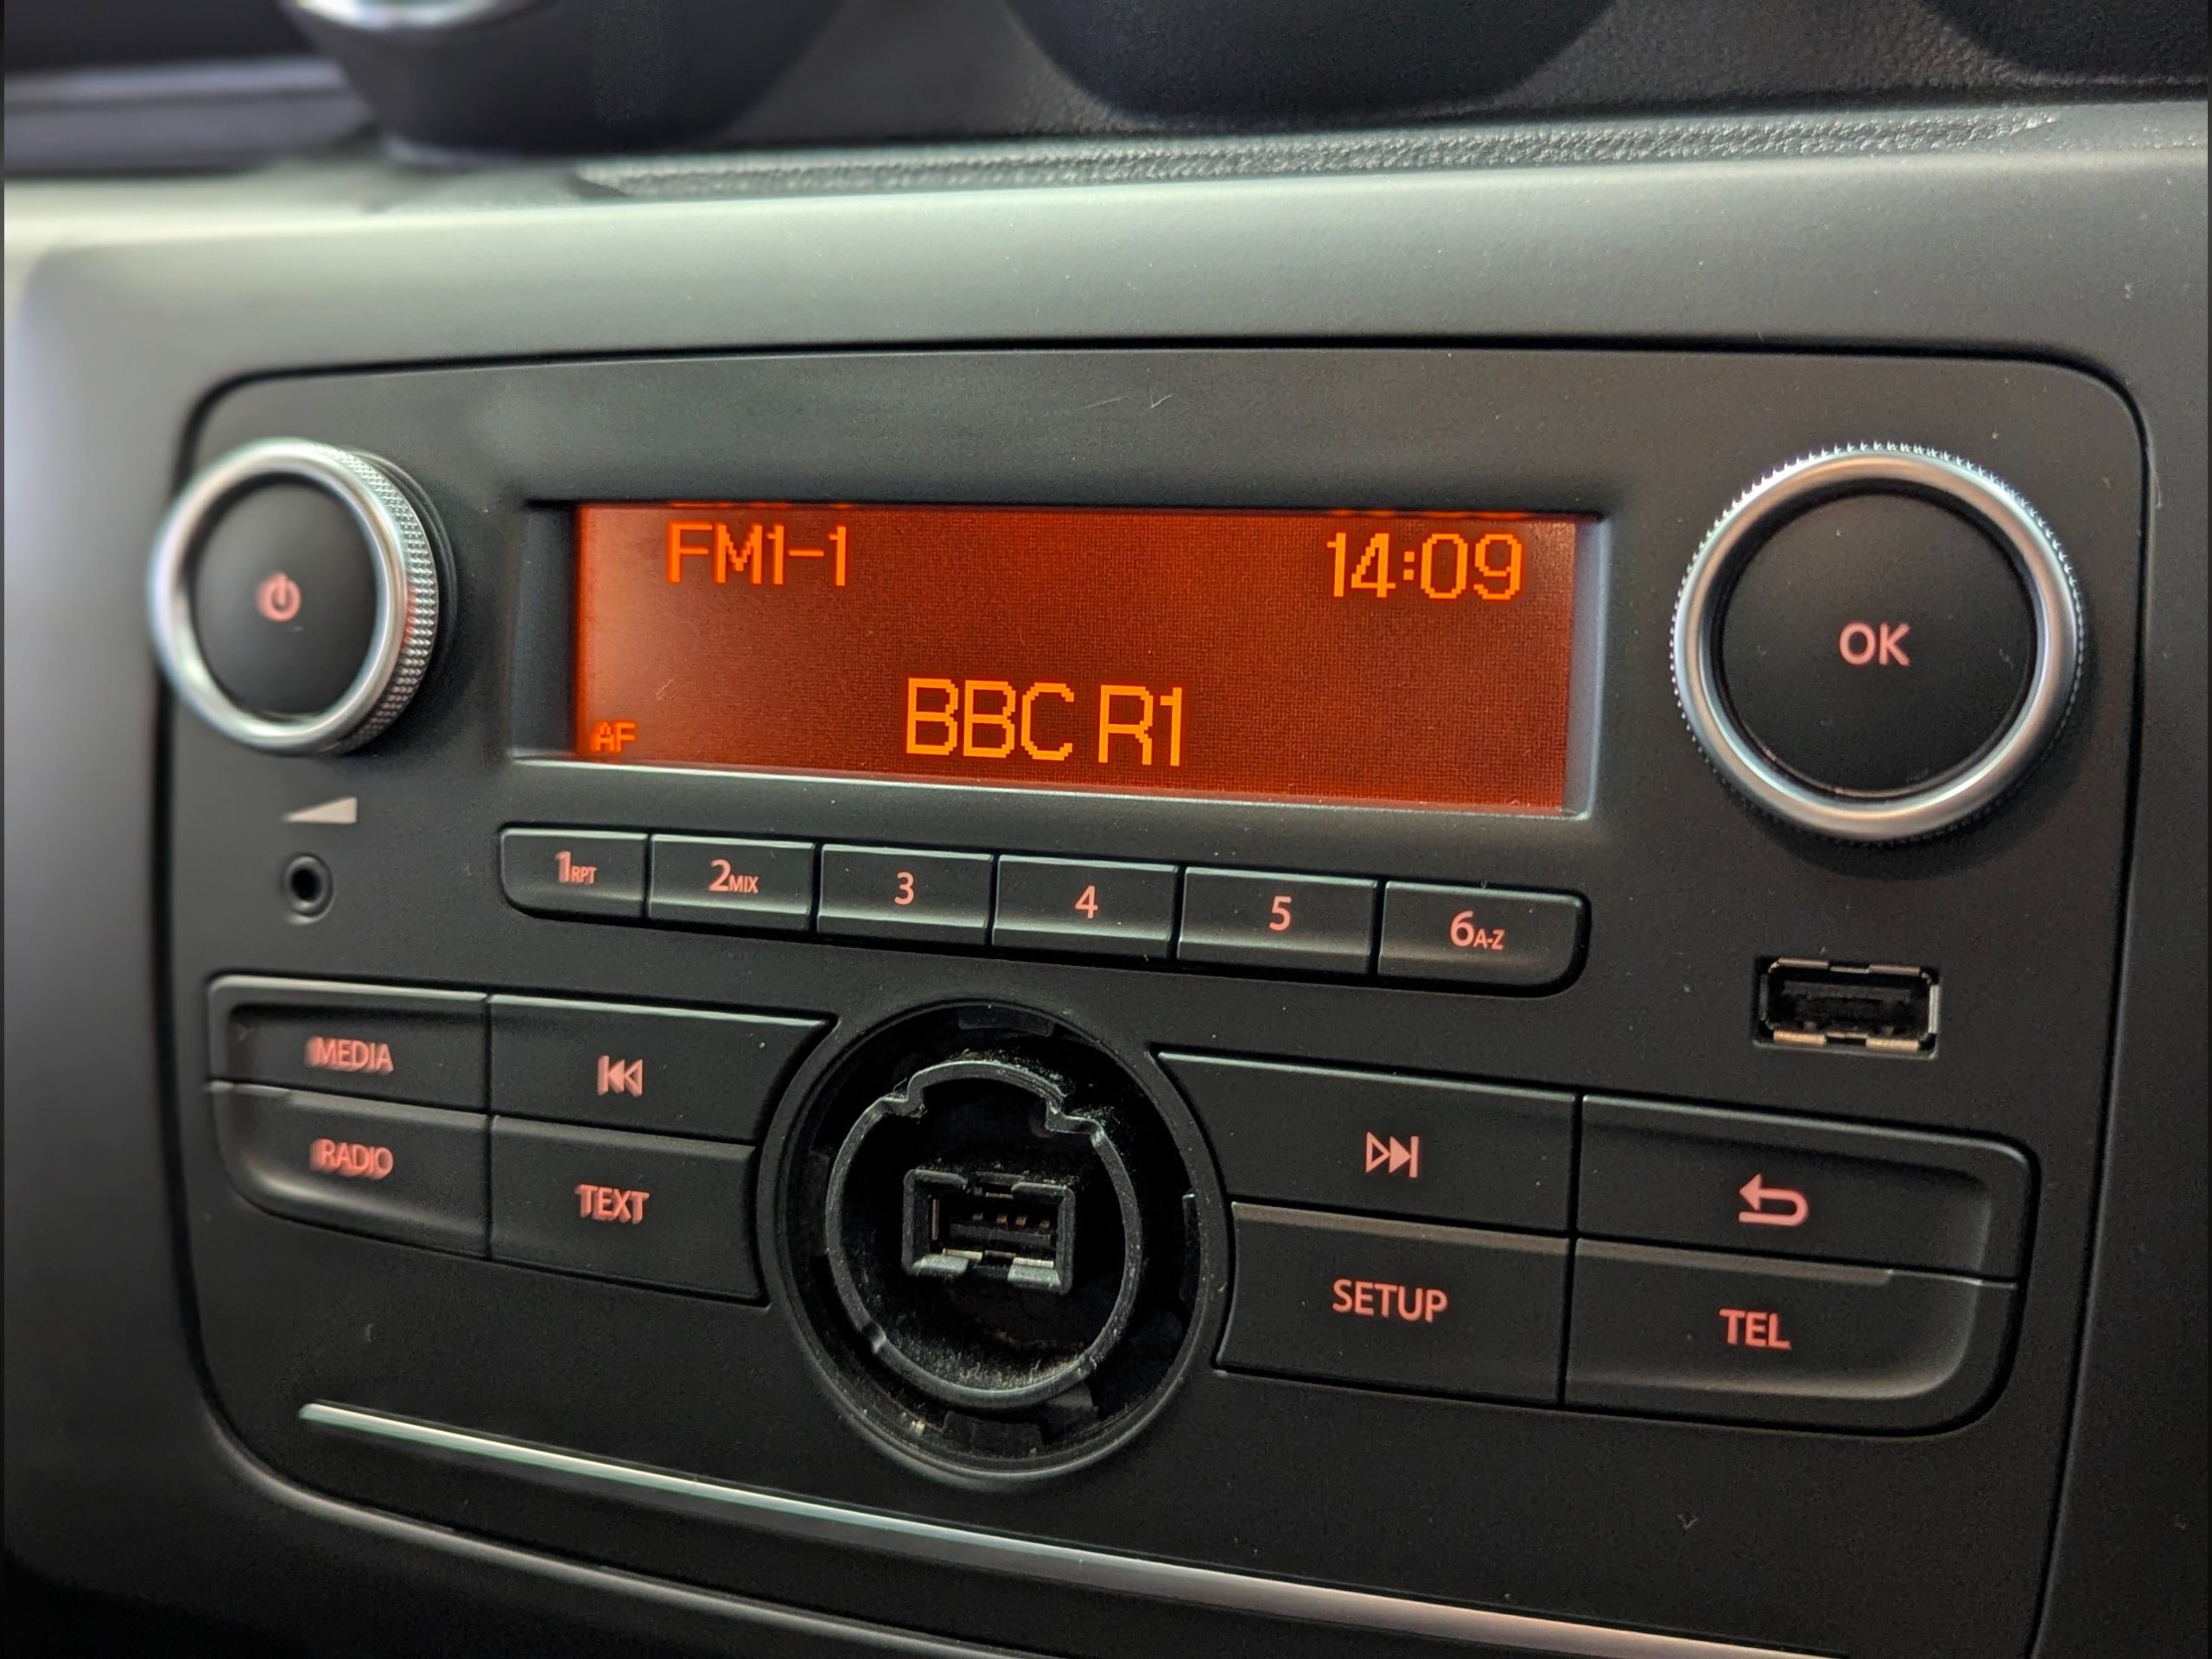 FM1-1 14:09
BBC R1
AF
OK
1RPT 2MIX 3 4 5 6A-Z
MEDIA
RADIO
TEXT
SETUP
TEL